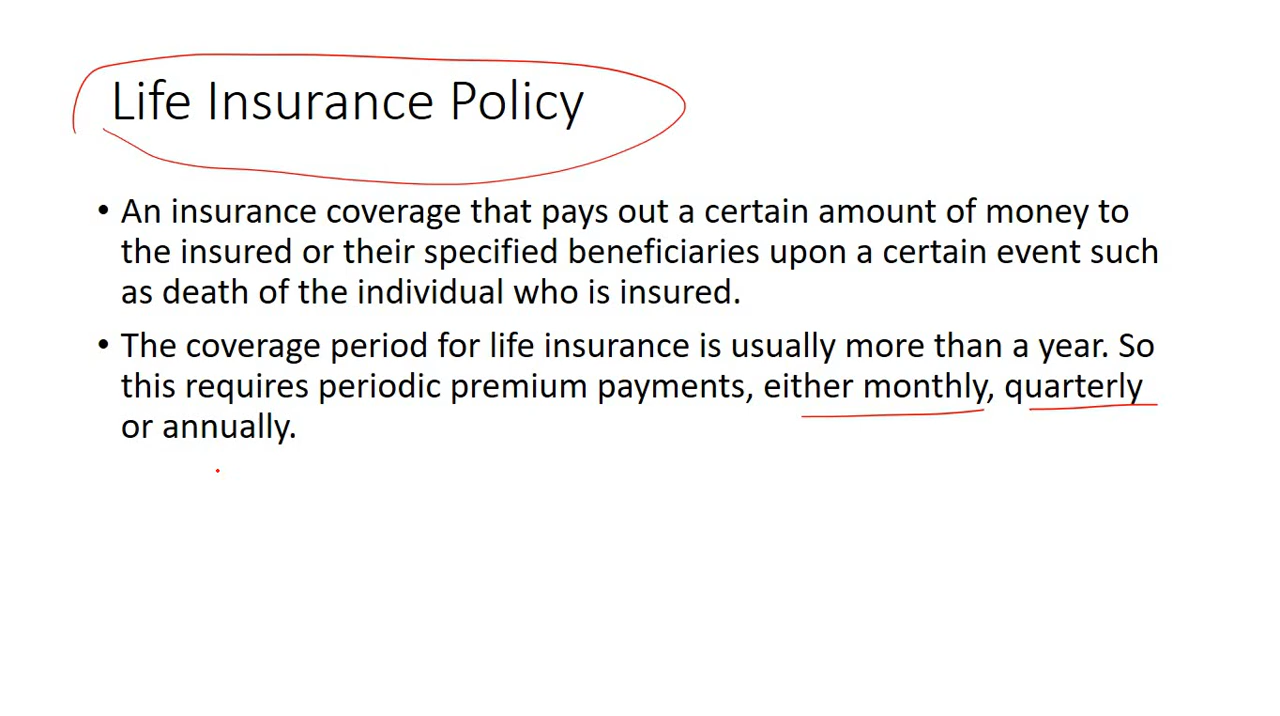 Life Insurance Policy
• An insurance coverage that pays out a certain amount of money to
the insured or their specified beneficiaries upon a certain event such
as death of the individual who is insured.
• The coverage period for life insurance is usually more than a year. So
this requires periodic premium payments, either monthly, quarterly
or annually.